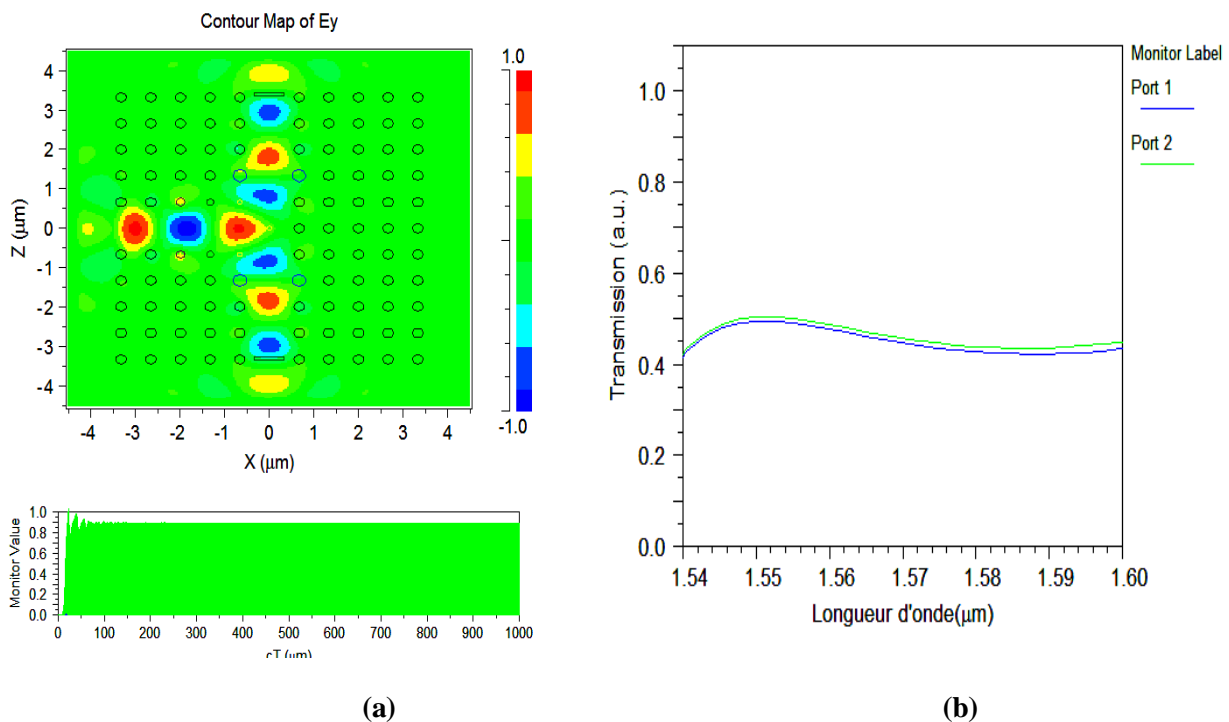 Contour Map of Ey
1.0
-1.0
4
3
2
1
0
-1
-2
-3
-4
Z (μm)
-4 -3 -2 -1 0 1 2 3 4
X (μm)
Monitor Value
1.0
0.8
0.6
0.4
0.2
0.0
0 100 200 300 400 500 600 700 800 900 1000
cT (μm)
(a)
Monitor Label
Port 1
Port 2
Transmission (a.u.)
1.0
0.8
0.6
0.4
0.2
0.0
1.54 1.55 1.56 1.57 1.58 1.59 1.60
Longueur d'onde(μm)
(b)